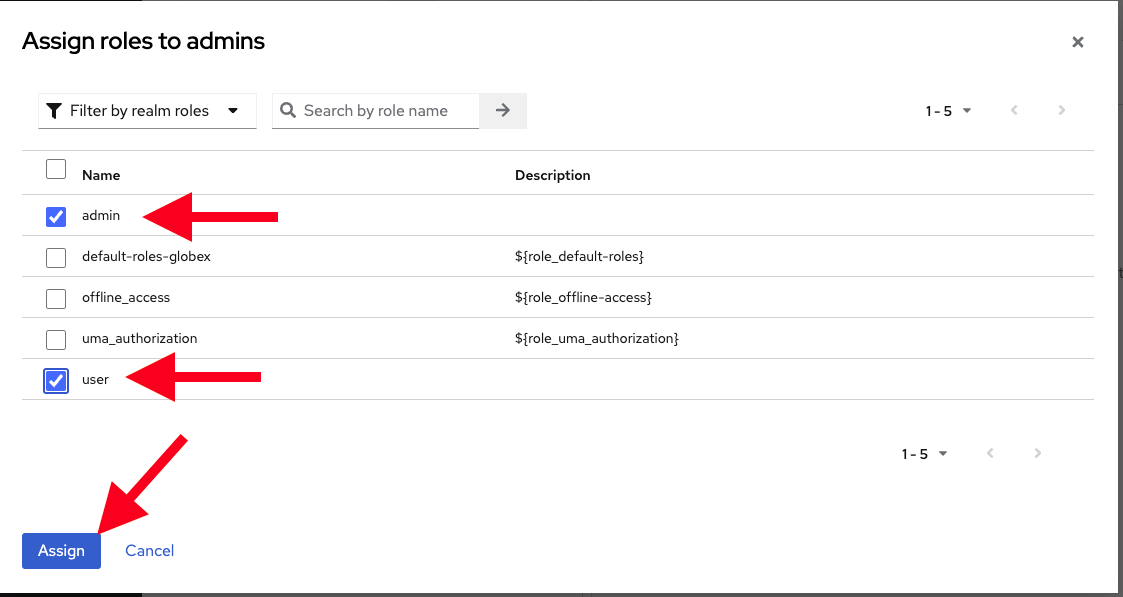 Assign roles to admins
Filter by realm roles
Search by role name
1 - 5
Name Description
admin
default-roles-globex ${role_default-roles}
offline_access ${role_offline-access}
uma_authorization ${role_uma_authorization}
user
1 - 5
Assign Cancel